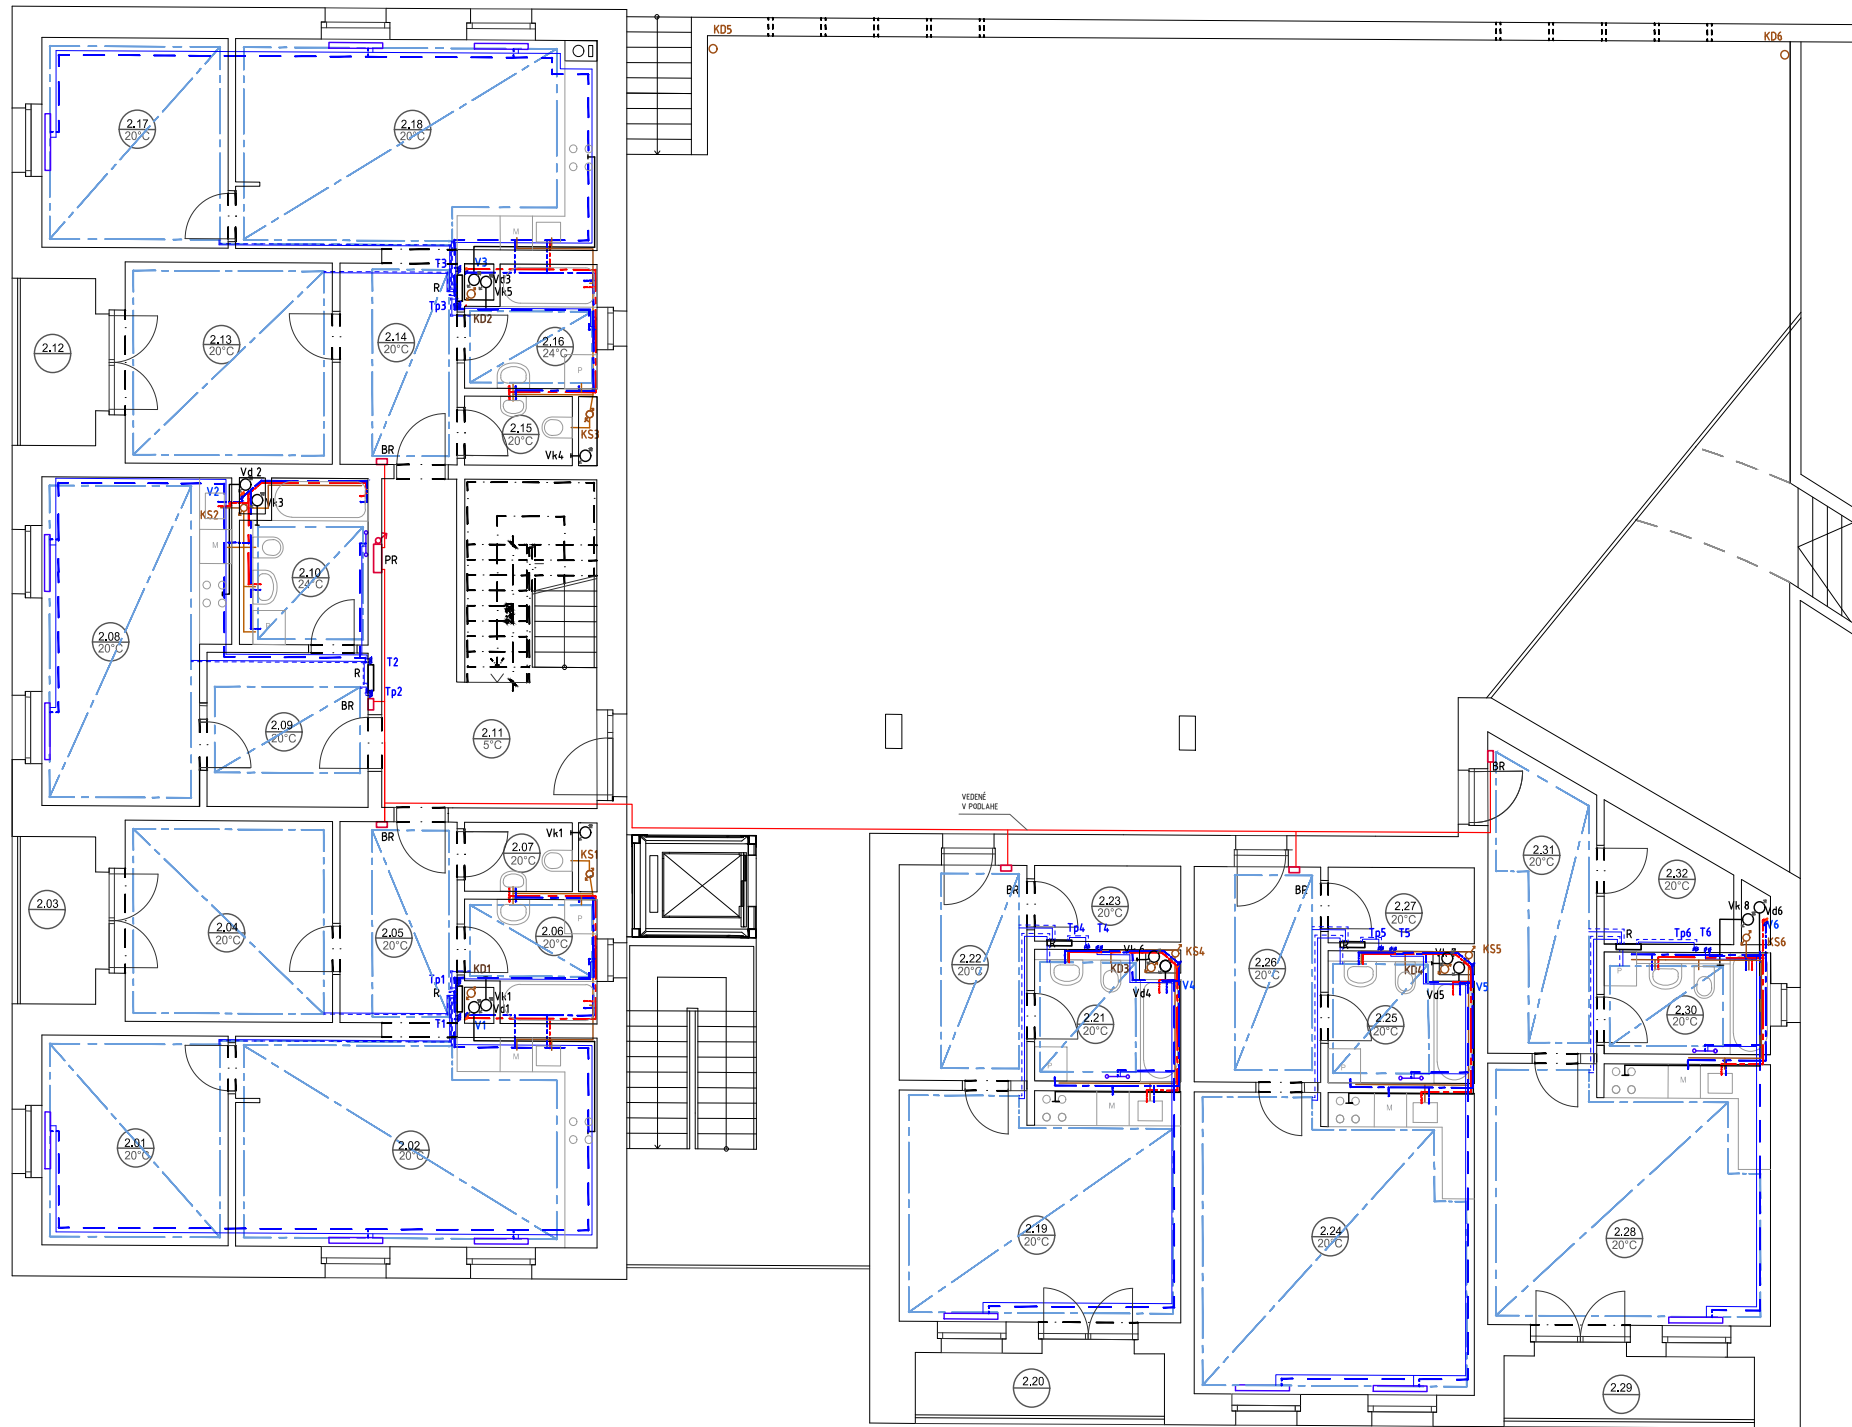 KD5
KD6
2.17
20°C
2.18
20°C
T3
V3
Vd3
Vk5
R
Tp3
KD2
M
2.12
2.13
20°C
2.14
20°C
2.16
24°C
P
2.15
20°C
KS3
Vk4
BR
Vd 2
V2
Vk3
KS2
M
PR
2.10
24°C
P
2.08
20°C
T2
R
Tp2
BR
2.09
20°C
2.11
5°C
VEDENÉ
V PODLAHE
BR
BR
2.07
20°C
Vk1
KS1
2.03
2.04
20°C
2.05
20°C
2.06
20°C
P
Tp1
KD1
R
Vk1
Vd1
T1
V1
M
2.01
20°C
2.02
20°C
BR
2.23
20°C
Tp4
T4
R
KS4
KD3
Vd4
V4
2.22
20°C
2.21
20°C
P
M
2.19
20°C
2.20
BR
2.27
20°C
Tp5
T5
R
KS5
KD4
Vd5
V5
2.26
20°C
2.25
20°C
P
M
2.24
20°C
2.31
20°C
2.32
20°C
Vk 8
Vd6
V6
R
Tp6
T6
KS6
P
2.30
20°C
M
2.28
20°C
2.29